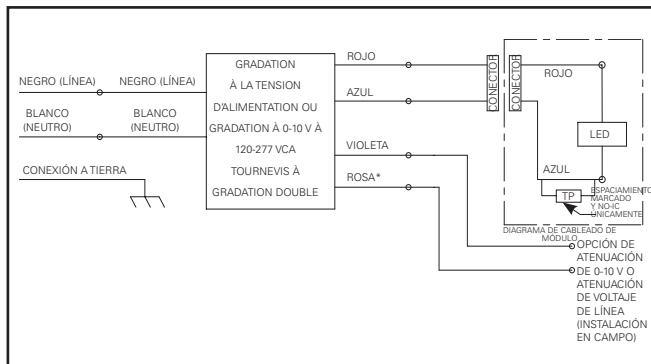 NEGRO (LÍNEA)
NEGRO (LÍNEA)
BLANCO
(NEUTRO)
BLANCO
(NEUTRO)
CONEXIÓN A TIERRA
GRADATION
À LA TENSION
D'ALIMENTATION OU
GRADATION À 0-10 V À
120-277 VCA
TOURNEVIS À
GRADATION DOUBLE
ROJO
AZUL
VIOLETA
ROSA*
CONECTOR
CONECTOR
ROJO
LED
AZUL
TP
ESPACIAMIENTO
MARCADO
Y NO-IC
UNICAMENTE
DIAGRAMA DE CABLEADO DE
MÓDULO
OPCIÓN DE
ATENUACIÓN
DE 0-10 V O
ATENUACIÓN
DE VOLTAJE
DE LÍNEA
(INSTALACIÓN
EN CAMPO)